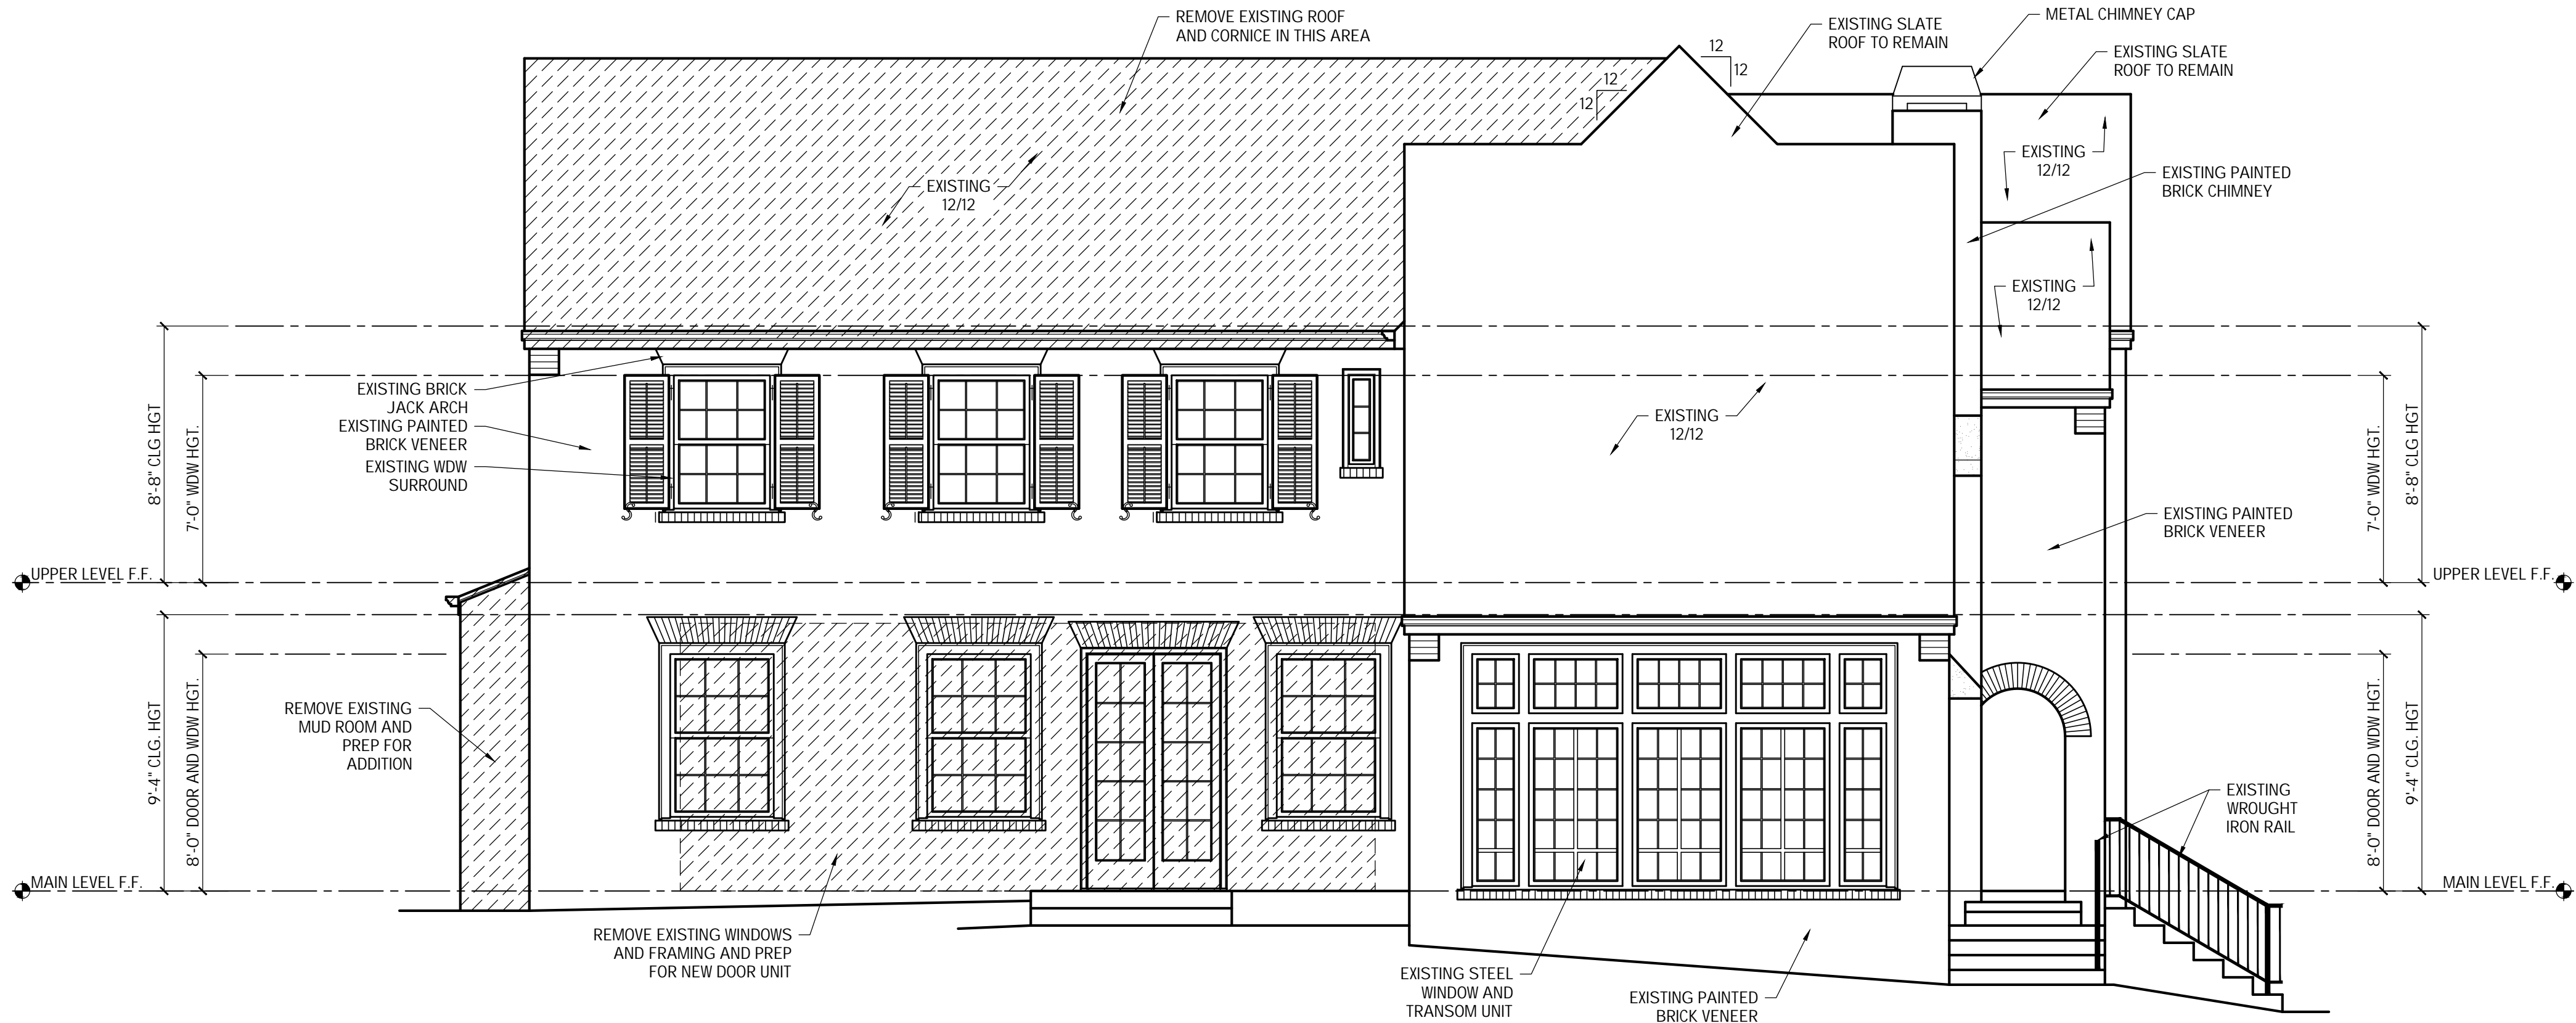 REMOVE EXISTING ROOF
AND CORNICE IN THIS AREA
EXISTING SLATE
ROOF TO REMAIN
METAL CHIMNEY CAP
EXISTING SLATE
ROOF TO REMAIN
12
12
12
12
EXISTING
12/12
EXISTING
12/12
EXISTING PAINTED
BRICK CHIMNEY
EXISTING
12/12
EXISTING BRICK
JACK ARCH
EXISTING PAINTED
BRICK VENEER
EXISTING WDW
SURROUND
EXISTING
12/12
8'-8" CLG HGT
7'-0" WDW HGT.
7'-0" WDW HGT.
8'-8" CLG HGT
EXISTING PAINTED
BRICK VENEER
UPPER LEVEL F.F.
UPPER LEVEL F.F.
9'-4" CLG. HGT
8'-0" DOOR AND WDW HGT.
REMOVE EXISTING
MUD ROOM AND
PREP FOR
ADDITION
8'-0" DOOR AND WDW HGT.
9'-4" CLG. HGT
EXISTING
WROUGHT
IRON RAIL
MAIN LEVEL F.F.
MAIN LEVEL F.F.
REMOVE EXISTING WINDOWS
AND FRAMING AND PREP
FOR NEW DOOR UNIT
EXISTING STEEL
WINDOW AND
TRANSOM UNIT
EXISTING PAINTED
BRICK VENEER